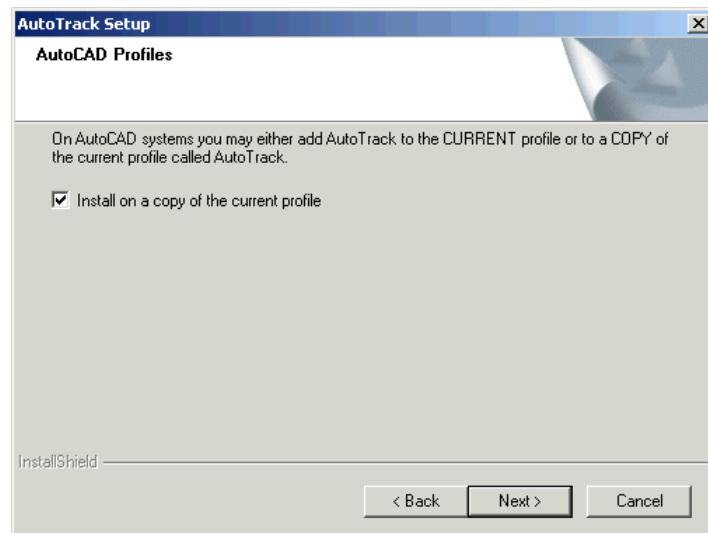 AutoTrack Setup
AutoCAD Profiles
On AutoCAD systems you may either add AutoTrack to the CURRENT profile or to a COPY of
the current profile called AutoTrack.
Install on a copy of the current profile
InstallShield
< Back
Next >
Cancel